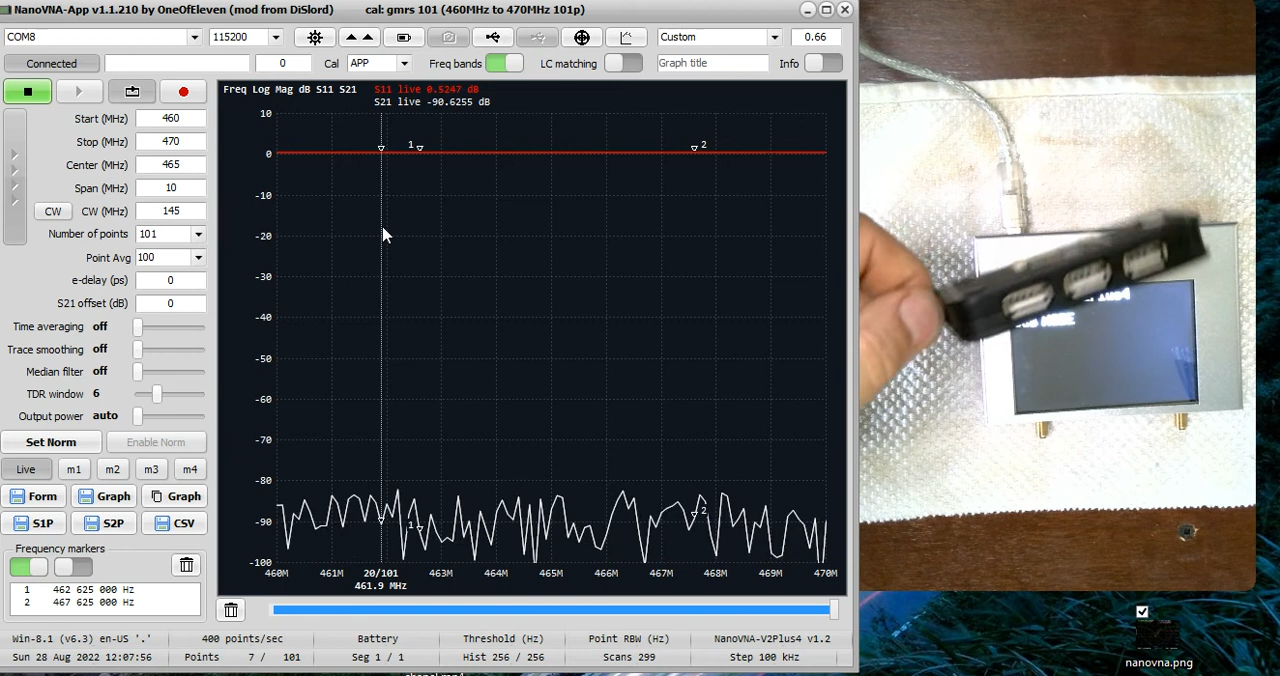 NanoVNA-App v1.1.210 by OneOfEleven (mod from DiSlord) cal: gmrs 101 (460MHz to 470MHz 101p)
COM8 115200 Custom 0.66
Connected 0 Cal APP Freq bands LC matching Graph title Info
Start (MHz) 460
Stop (MHz) 470
Center (MHz) 465
Span (MHz) 10
CW CW (MHz) 145
Number of points 101
Point Avg 100
e-delay (ps) 0
S21 offset (dB) 0
Time averaging off
Trace smoothing off
Median filter off
TDR window 6
Output power auto
Set Norm Enable Norm
Live m1 m2 m3 m4
Form Graph Graph
S1P S2P CSV
Frequency markers
1 462 625 000 Hz
2 467 625 000 Hz
Freq Log Mag dB S11 S21 S11 live 0.5247 dB
S21 live -90.6255 dB
10
0
-10
-20
-30
-40
-50
-60
-70
-80
-90
-100
1 2
1 2
460M 461M 20/101 463M 464M 465M 466M 467M 468M 469M 470M
461.9 MHz
Win-8.1 (v6.3) en-US '.' 400 points/sec Battery Threshold (Hz) Point RBW (Hz) NanoVNA-V2Plus4 v1.2
Sun 28 Aug 2022 12:07:56 Points 7 / 101 Seg 1 / 1 Hist 256 / 256 Scans 299 Step 100 kHz
nanovna.png